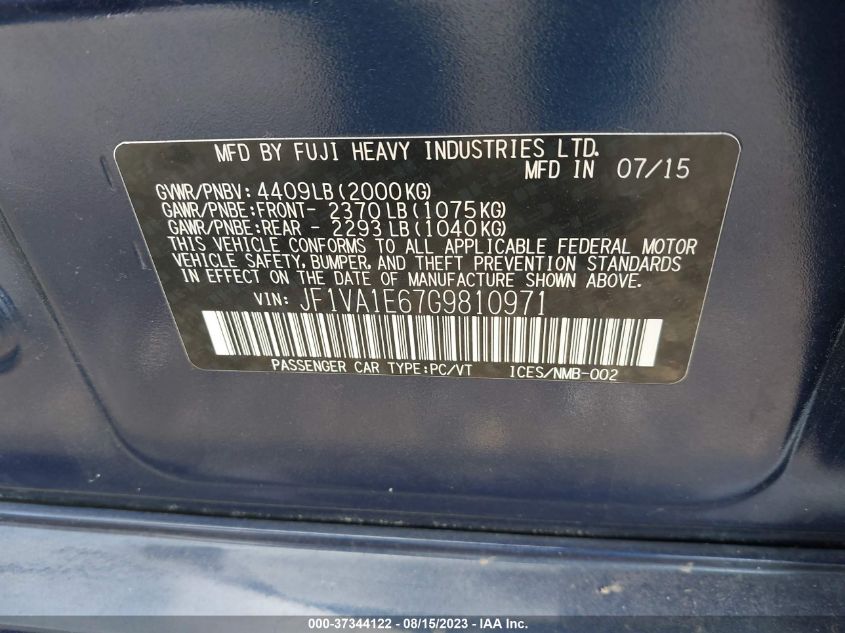 MFD BY FUJI HEAVY INDUSTRIES LTD.
MFD IN 07/15
GVWR/PNBV: 4409LB (2000KG)
GAWR/PNBE:FRONT- 2370LB (1075KG)
GAWR/PNBE:REAR - 2293LB (1040KG)
THIS VEHICLE CONFORMS TO ALL APPLICABLE FEDERAL MOTOR
VEHICLE SAFETY, BUMPER, AND THEFT PREVENTION STANDARDS
IN EFFECT ON THE DATE OF MANUFACTURE SHOWN ABOVE.
VIN: JF1VA1E67G9810971
PASSENGER CAR TYPE:PC/VT ICES/NMB-002
000-37344122 - 08/15/2023 - IAA Inc.